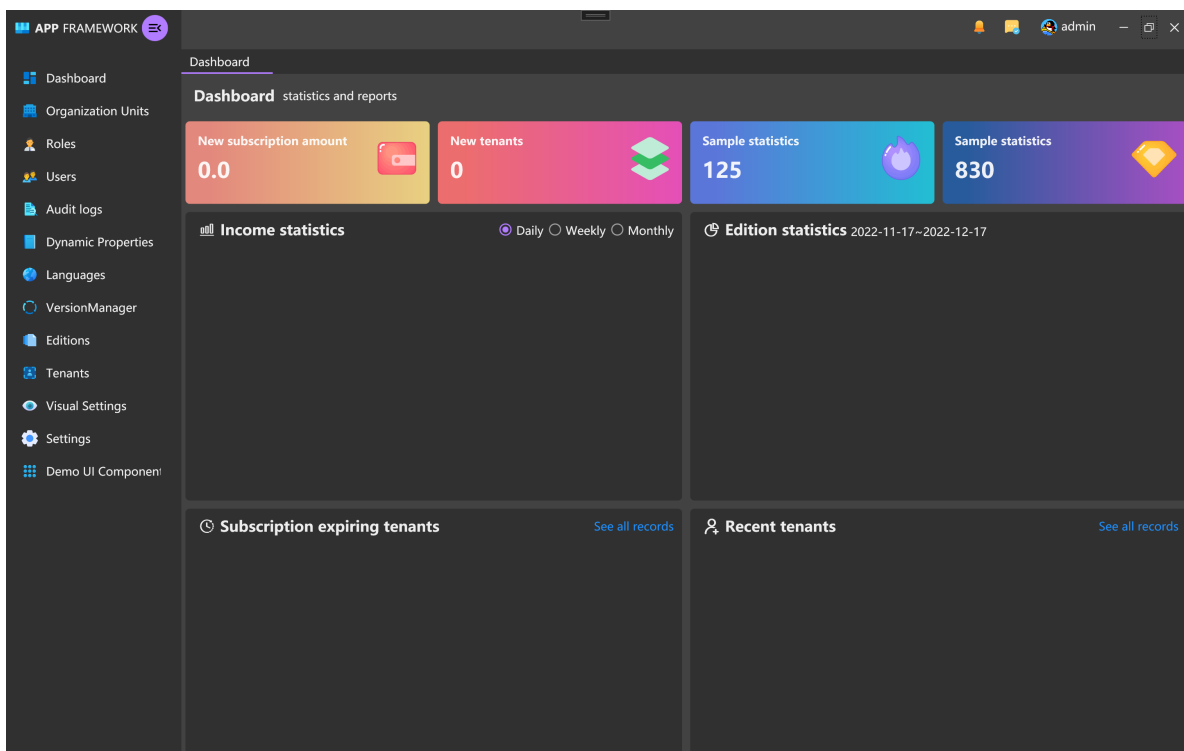 APP FRAMEWORK
admin
Dashboard
Organization Units
Roles
Users
Audit logs
Dynamic Properties
Languages
VersionManager
Editions
Tenants
Visual Settings
Settings
Demo UI Component
Dashboard
Dashboard statistics and reports
New subscription amount
0.0
New tenants
0
Sample statistics
125
Sample statistics
830
Income statistics
Daily Weekly Monthly
Edition statistics 2022-11-17~2022-12-17
Subscription expiring tenants
See all records
Recent tenants
See all records